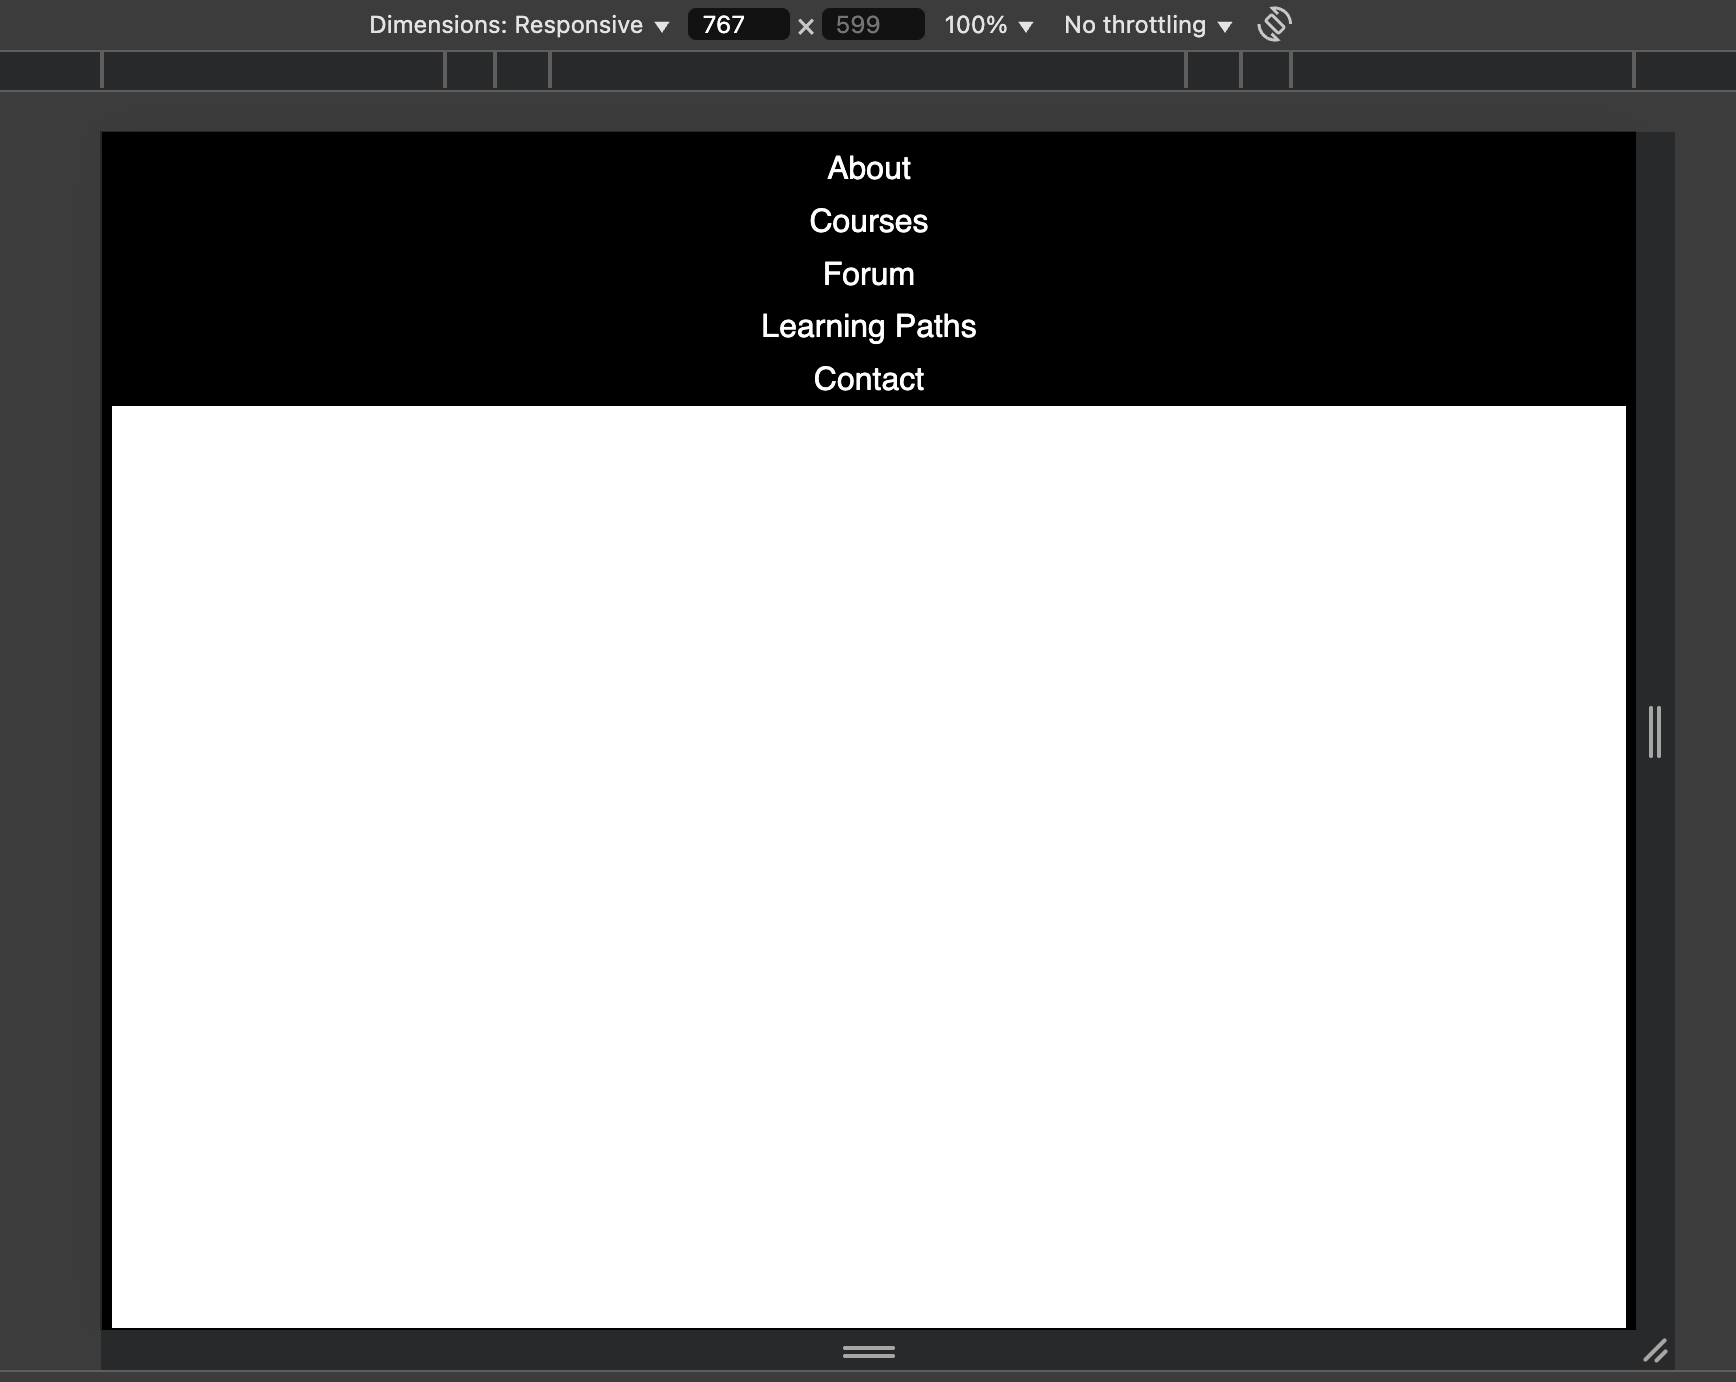 Dimensions: Responsive ▼ 767 × 599 100% ▼ No throttling ▼
About
Courses
Forum
Learning Paths
Contact